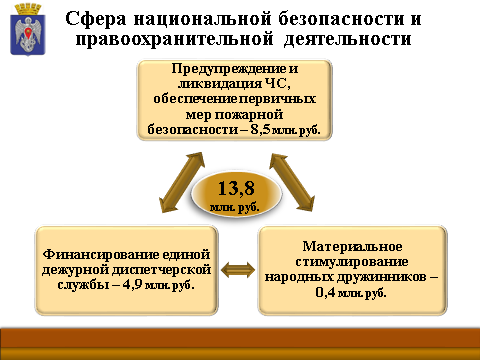 Сфера национальной безопасности и
правоохранительной деятельности
Предупреждение и
ликвидация ЧС,
обеспечение первичных
мер пожарной
безопасности – 8,5 млн. руб.
13,8
млн. руб.
Финансирование единой
дежурной диспетчерской
службы – 4,9 млн. руб.
Материальное
стимулирование
народных дружинников –
0,4 млн. руб.